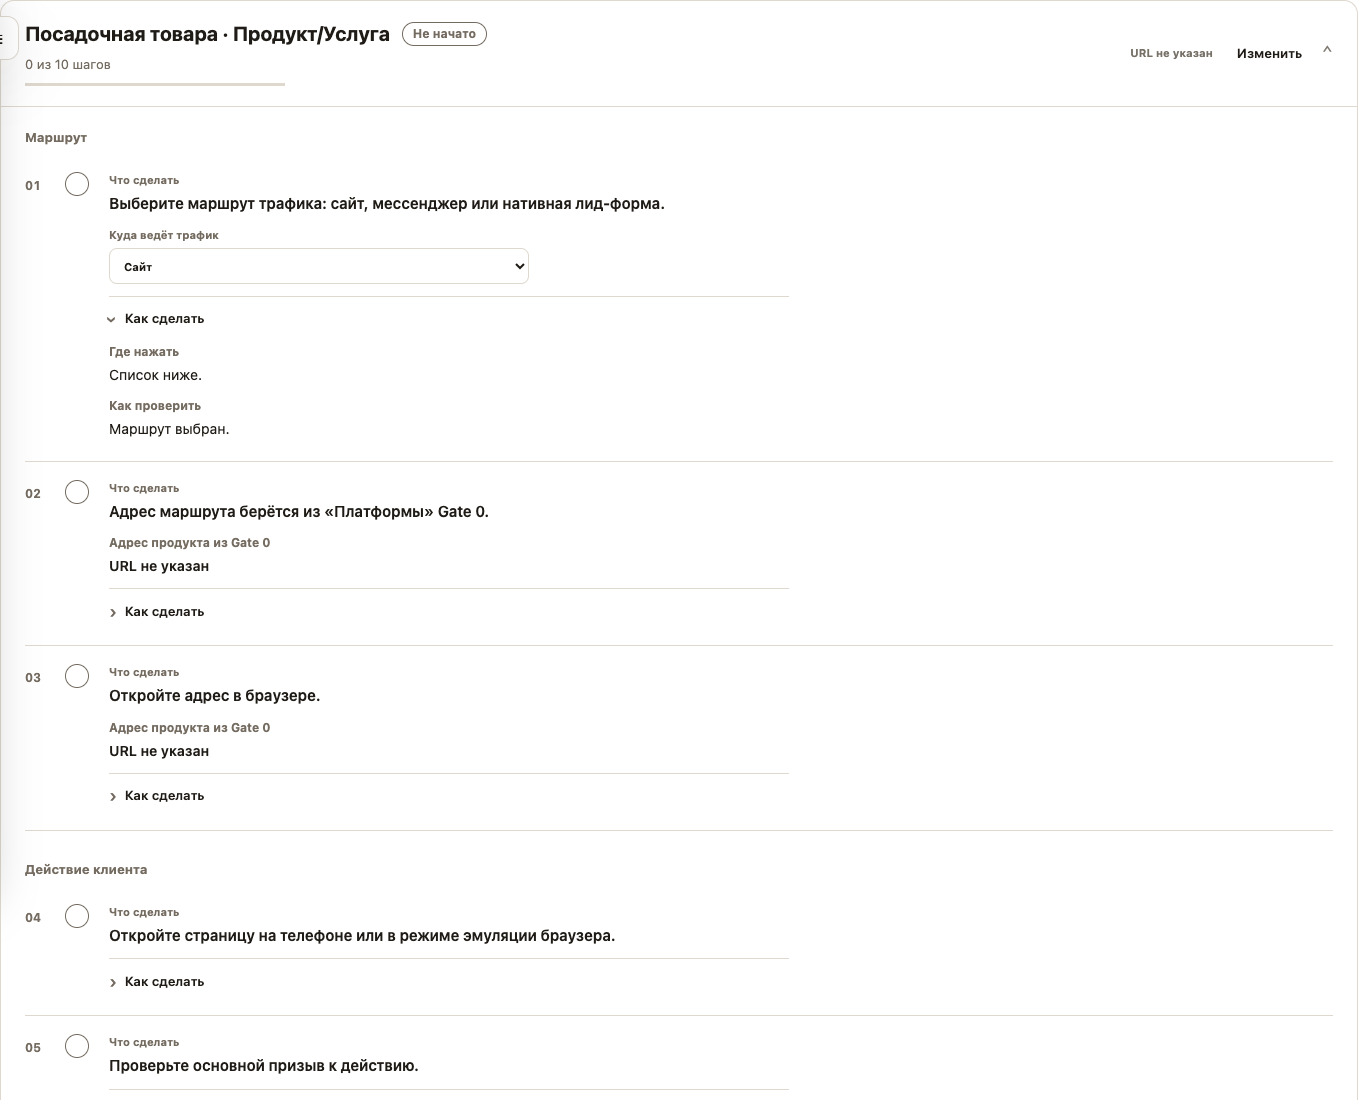 Посадочная товара · Продукт/Услуга
Не начато
0 из 10 шагов
URL не указан
Изменить
Маршрут
01
Что сделать
Выберите маршрут трафика: сайт, мессенджер или нативная лид-форма.
Куда ведёт трафик
Сайт
Как сделать
Где нажать
Список ниже.
Как проверить
Маршрут выбран.
02
Что сделать
Адрес маршрута берётся из «Платформы» Gate 0.
Адрес продукта из Gate 0
URL не указан
Как сделать
03
Что сделать
Откройте адрес в браузере.
Адрес продукта из Gate 0
URL не указан
Как сделать
Действие клиента
04
Что сделать
Откройте страницу на телефоне или в режиме эмуляции браузера.
Как сделать
05
Что сделать
Проверьте основной призыв к действию.